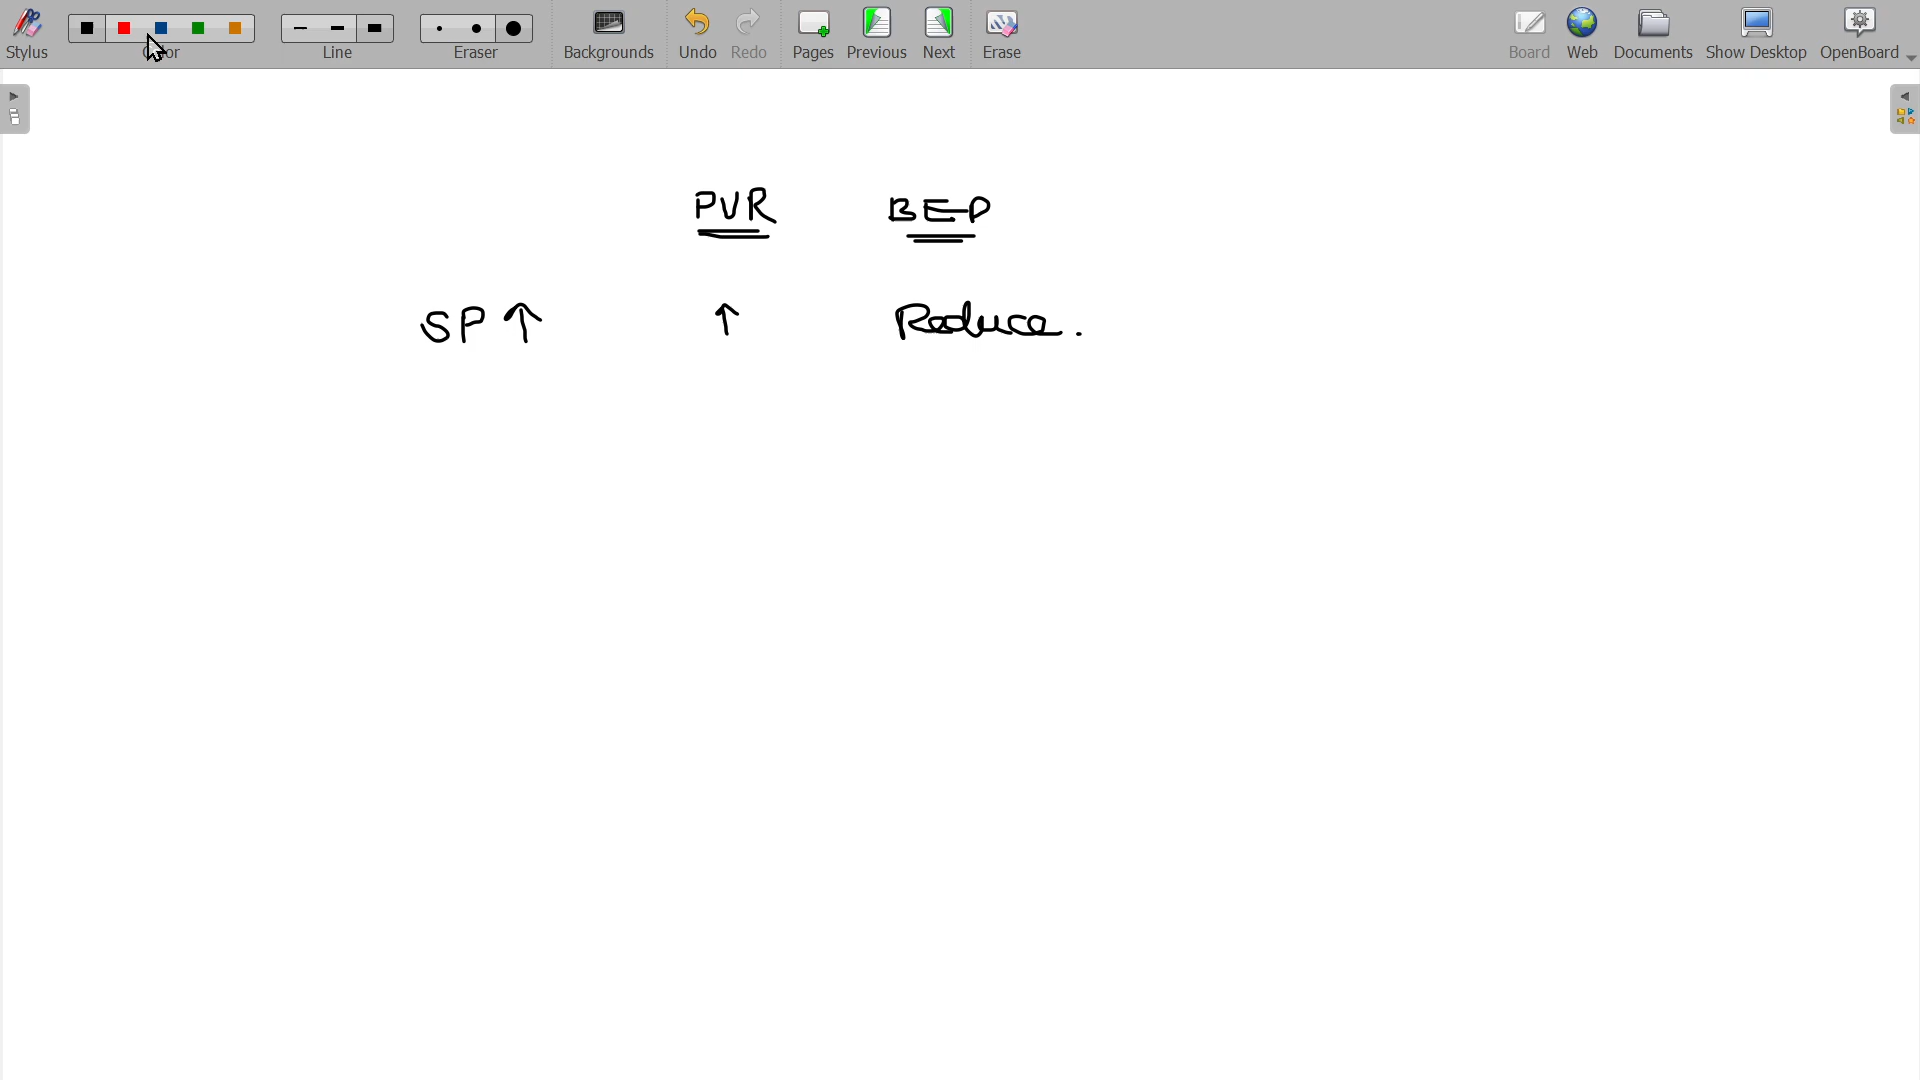 Stylus Color Line Eraser Backgrounds Undo Redo Pages Previous Next Erase Board Web Documents Show Desktop OpenBoard
PVR BEP
SP ↑ ↑ Reduce.